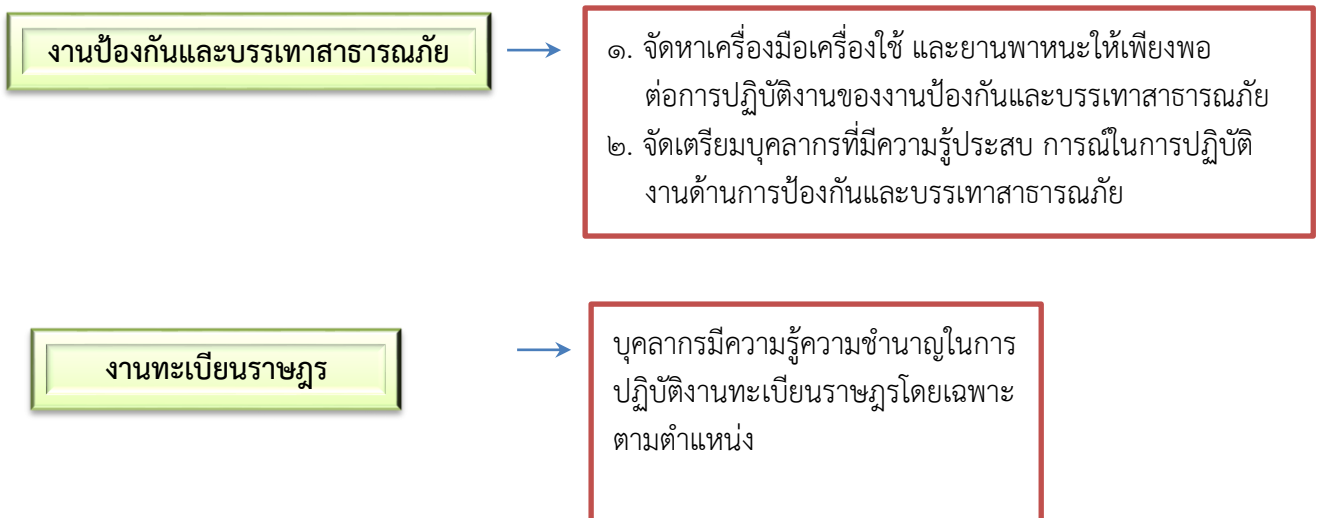 งานป้องกันและบรรเทาสาธารณภัย
๑. จัดหาเครื่องมือเครื่องใช้ และยานพาหนะให้เพียงพอ
ต่อการปฏิบัติงานของงานป้องกันและบรรเทาสาธารณภัย
๒. จัดเตรียมบุคลากรที่มีความรู้ประสบ การณ์ในการปฏิบัติ
งานด้านการป้องกันและบรรเทาสาธารณภัย
งานทะเบียนราษฎร
บุคลากรมีความรู้ความชำนาญในการ
ปฏิบัติงานทะเบียนราษฎรโดยเฉพาะ
ตามตำแหน่ง